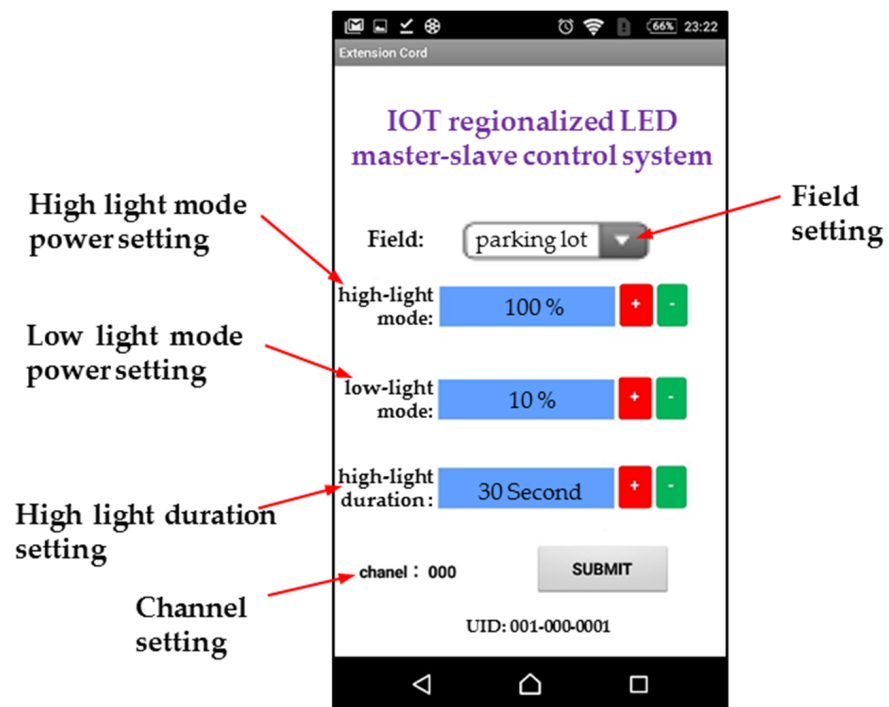 66% 23:22
Extension Cord
IOT regionalized LED
master-slave control system
High light mode
power setting
Field
setting
Field: parking lot
high-light
mode: 100 % + -
Low light mode
power setting
low-light
mode: 10 % + -
high-light
duration : 30 Second + -
High light duration
setting
chanel : 000 SUBMIT
Channel
setting
UID: 001-000-0001